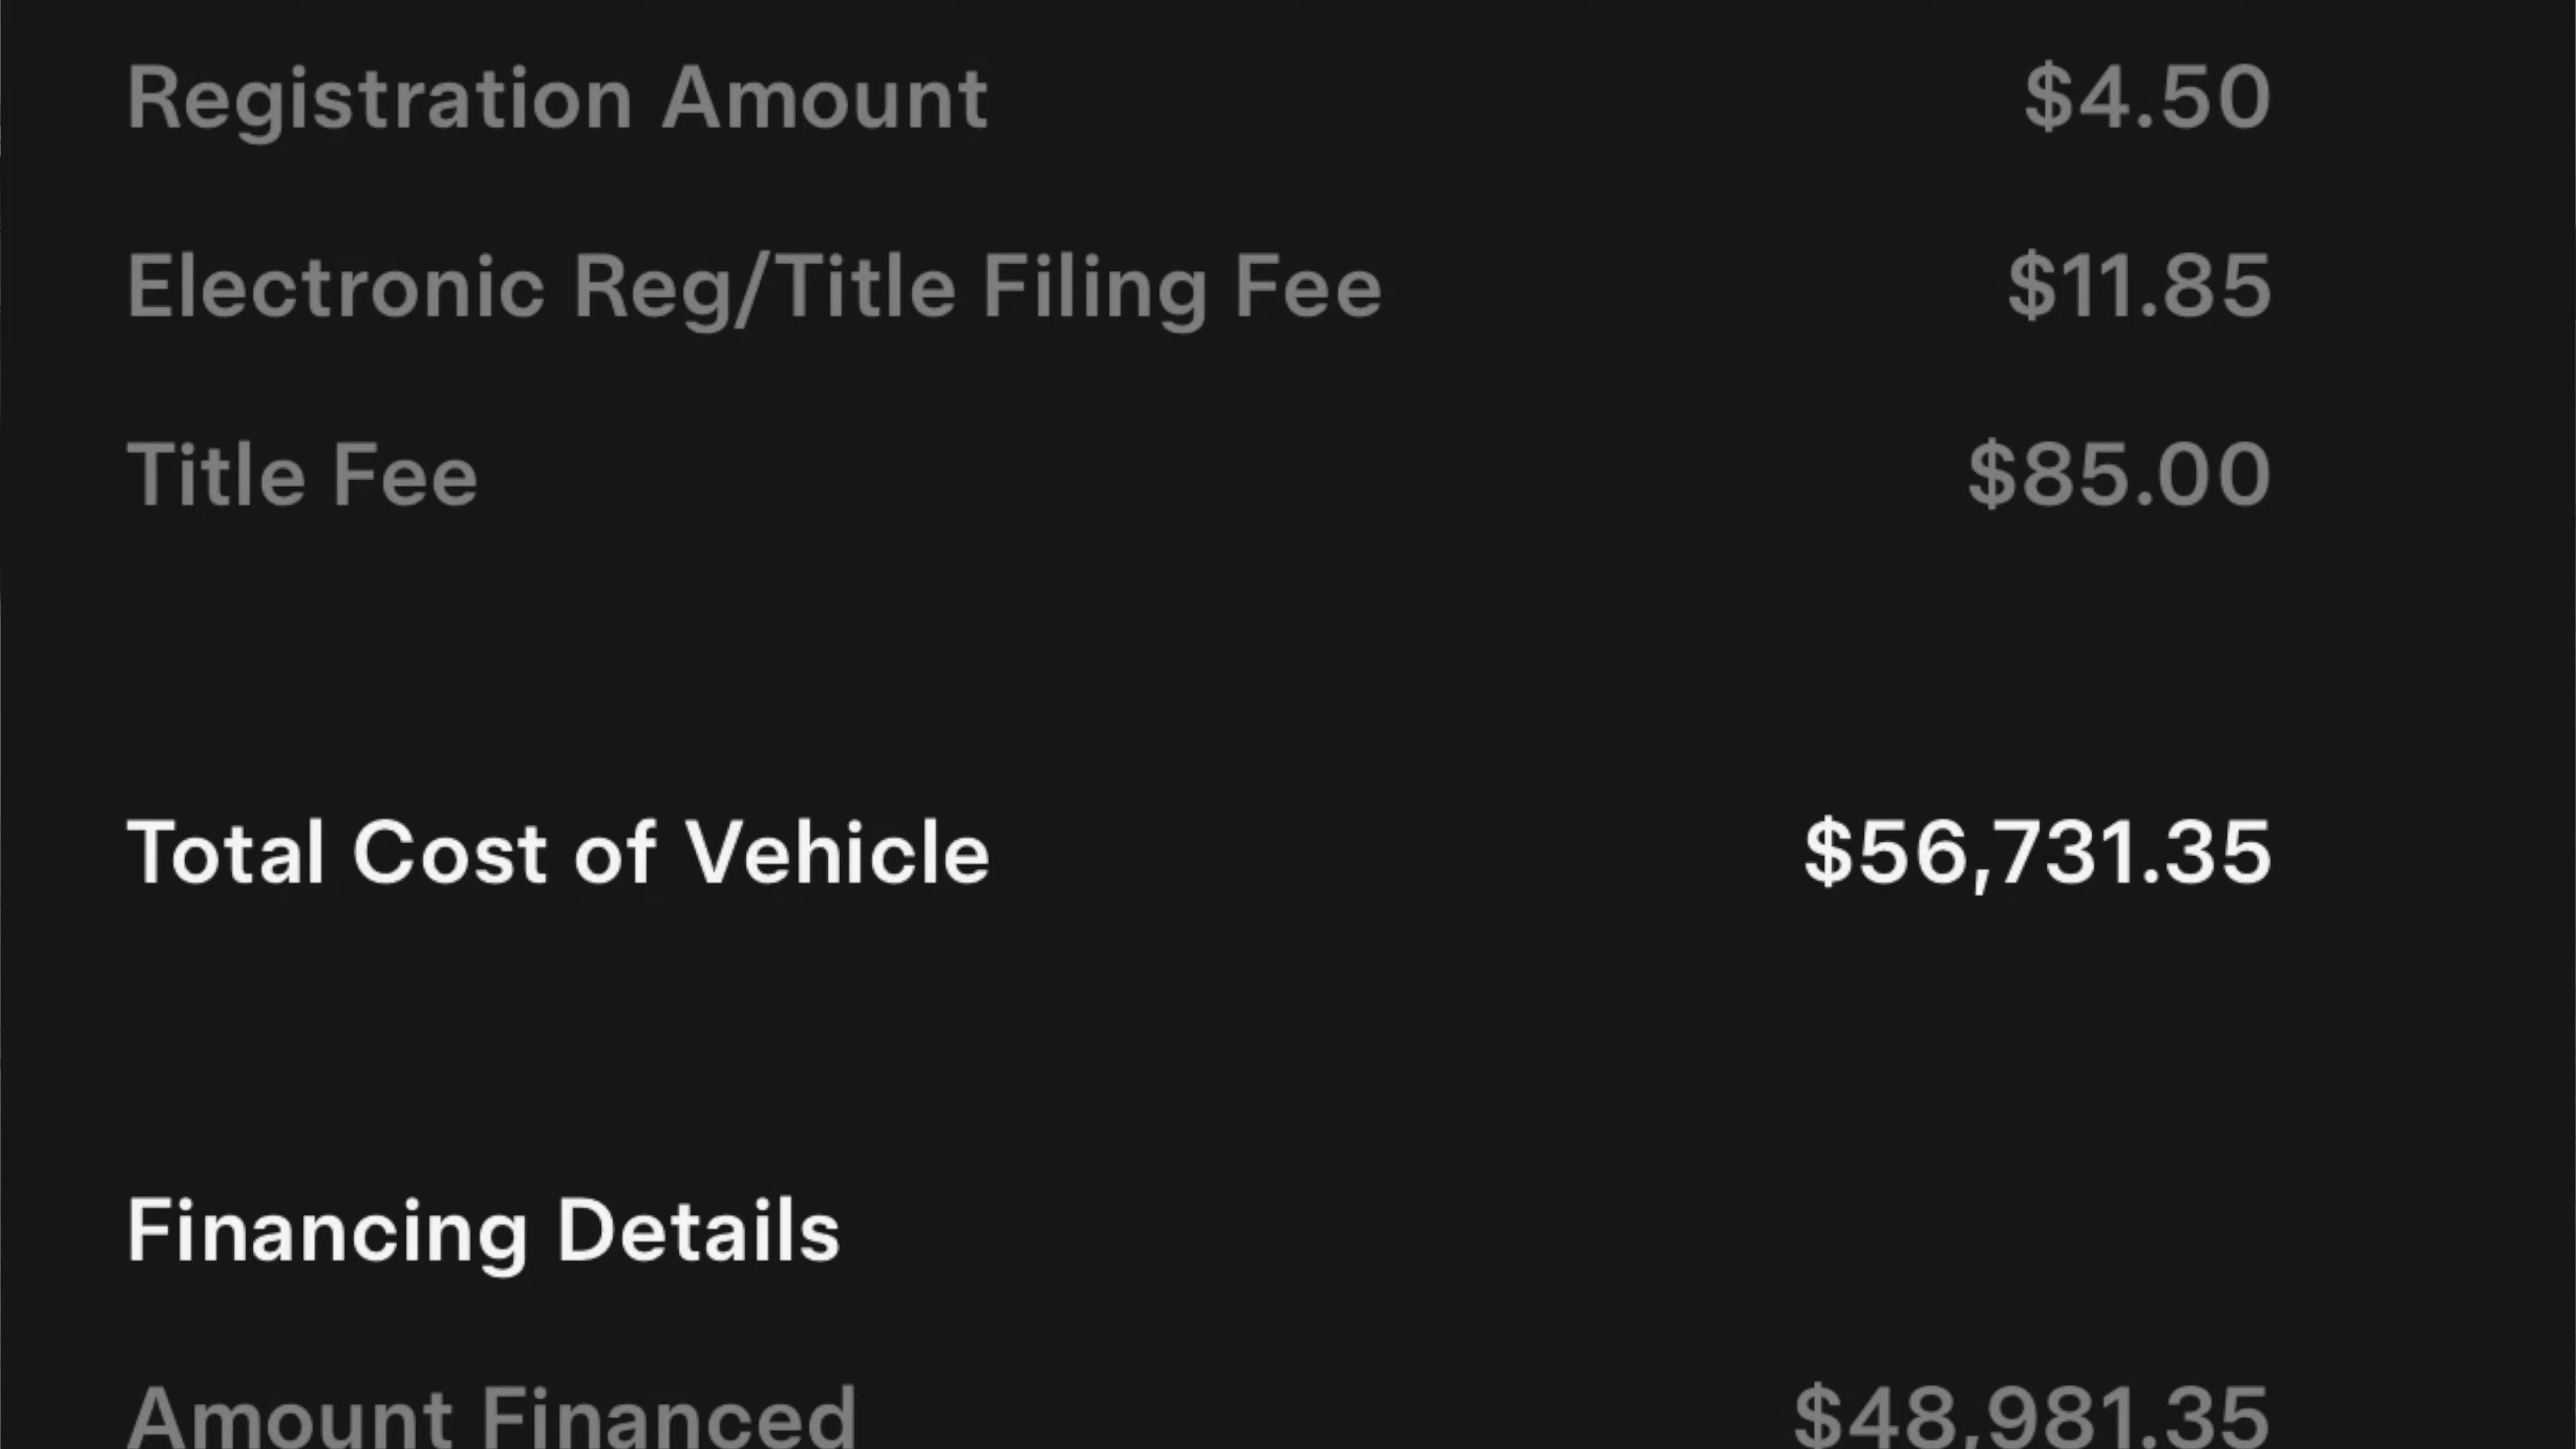 Registration Amount $4.50
Electronic Reg/Title Filing Fee $11.85
Title Fee $85.00
Total Cost of Vehicle $56,731.35
Financing Details
Amount Financed $48,981.35